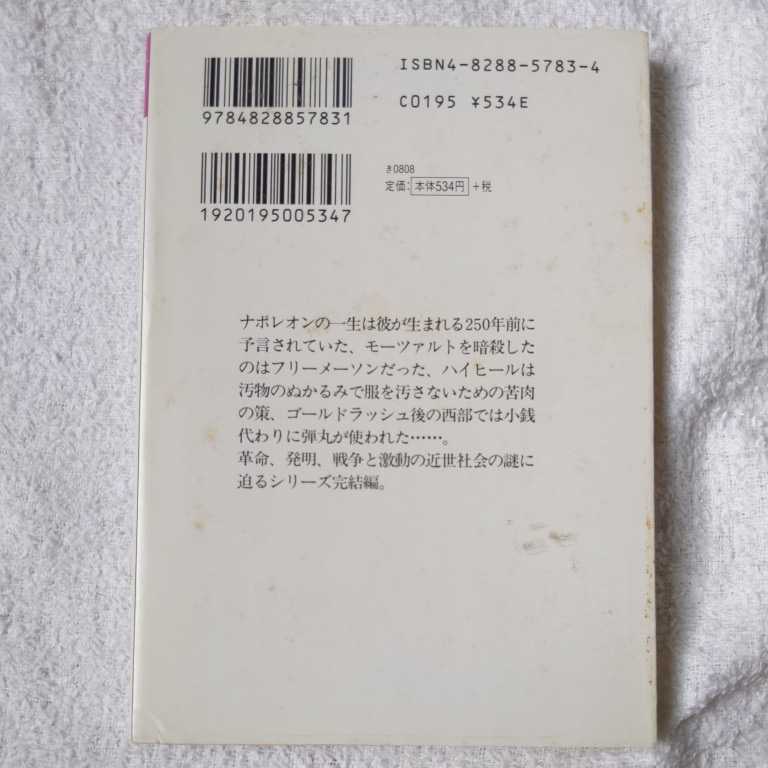 ISBN4-8288-5783-4
9784828857831
C0195 ¥534E
1920195005347
き0808
定価:本体534円+税
ナポレオンの一生は彼が生まれる250年前に
予言されていた、モーツァルトを暗殺した
のはフリーメーソンだった、ハイヒールは
汚物のぬかるみで服を汚さないための苦肉
の策、ゴールドラッシュ後の西部では小銭
代わりに弾丸が使われた……。
革命、発明、戦争と激動の近世社会の謎に
迫るシリーズ完結編。